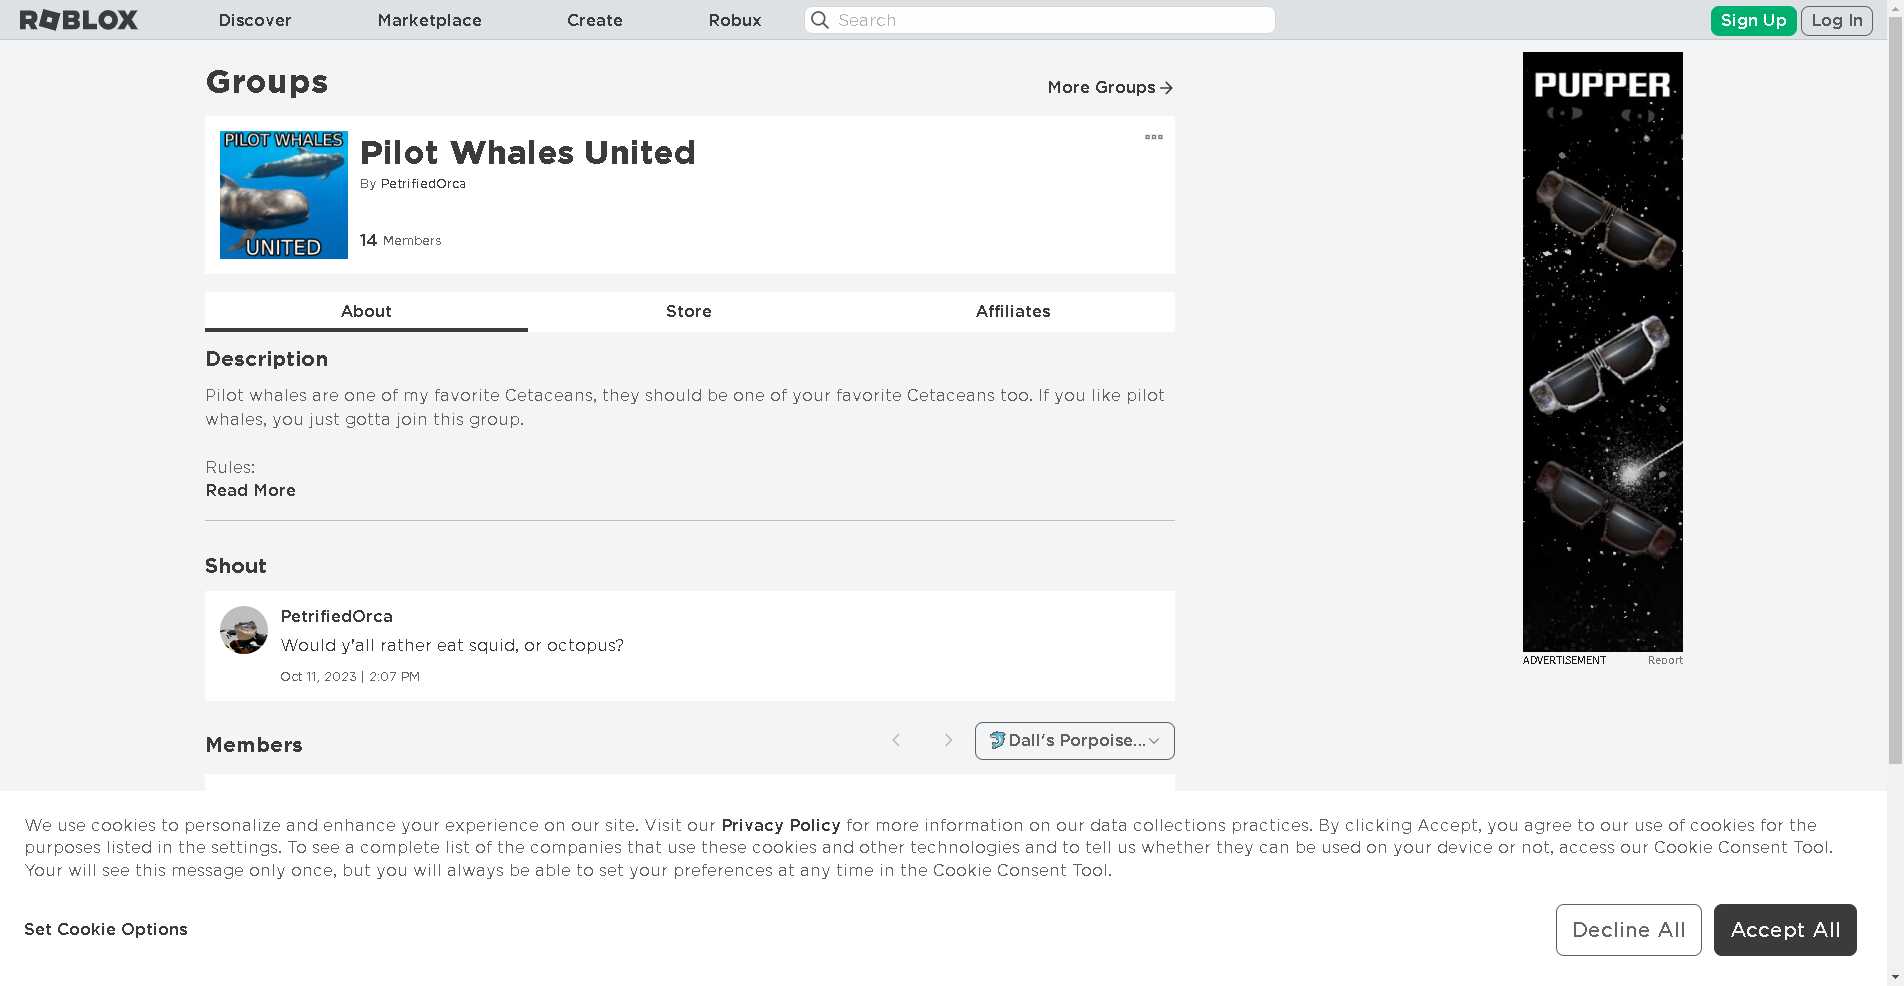 ROBLOX
Discover
Marketplace
Create
Robux
Search
Sign Up
Log In
Groups
More Groups
PILOT WHALES
UNITED
Pilot Whales United
By PetrifiedOrca
14 Members
About
Store
Affiliates
Description
Pilot whales are one of my favorite Cetaceans, they should be one of your favorite Cetaceans too. If you like pilot
whales, you just gotta join this group.
Rules:
Read More
Shout
PetrifiedOrca
Would y'all rather eat squid, or octopus?
Oct 11, 2023 | 2:07 PM
Members
Dall's Porpoise...
PUPPER
ADVERTISEMENT
Report
We use cookies to personalize and enhance your experience on our site. Visit our Privacy Policy for more information on our data collections practices. By clicking Accept, you agree to our use of cookies for the
purposes listed in the settings. To see a complete list of the companies that use these cookies and other technologies and to tell us whether they can be used on your device or not, access our Cookie Consent Tool.
Your will see this message only once, but you will always be able to set your preferences at any time in the Cookie Consent Tool.
Set Cookie Options
Decline All
Accept All